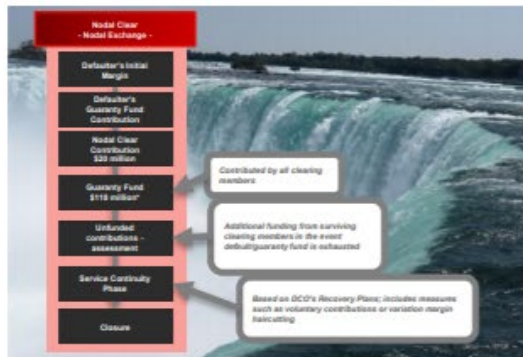 Nodal Clear
- Nodal Exchange -
Defaulter's Initial
Margin
Defaulter's
Guaranty Fund
Contribution
Nodal Clear
Contribution
$20 million
Guaranty Fund
$118 million*
Unfunded
contributions –
assessment
Service Continuity
Phase
Closure
Contributed by all clearing
members
Additional funding from surviving
clearing members in the event
default/guaranty fund is exhausted
Based on DCO's Recovery Plans; includes measures
such as voluntary contributions or variation margin
haircutting